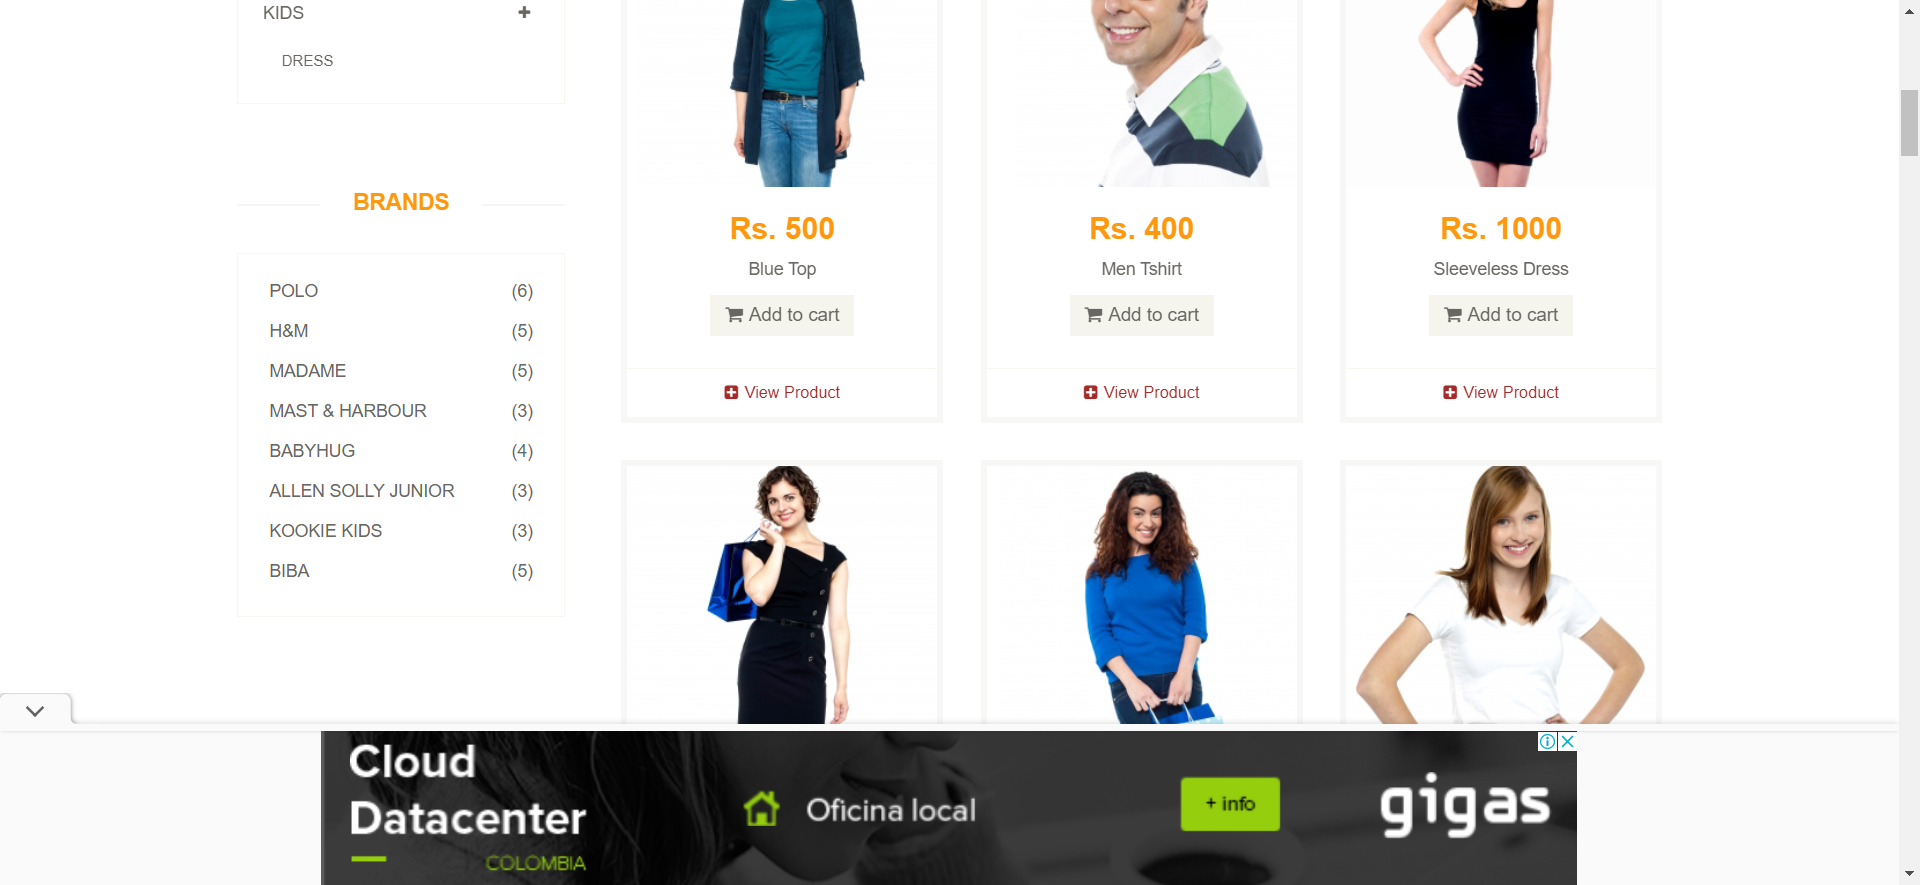 KIDS
DRESS
BRANDS
POLO (6)
H&M (5)
MADAME (5)
MAST & HARBOUR (3)
BABYHUG (4)
ALLEN SOLLY JUNIOR (3)
KOOKIE KIDS (3)
BIBA (5)
Rs. 500
Blue Top
Add to cart
View Product
Rs. 400
Men Tshirt
Add to cart
View Product
Rs. 1000
Sleeveless Dress
Add to cart
View Product
Cloud
Datacenter
COLOMBIA
Oficina local
+ info
gigas